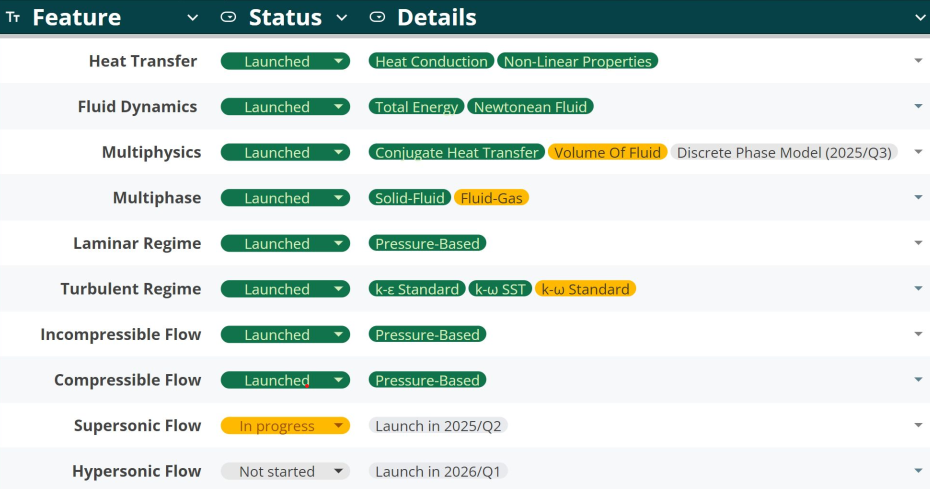 Tт Feature Status Details
Heat Transfer Launched Heat Conduction Non-Linear Properties
Fluid Dynamics Launched Total Energy Newtonean Fluid
Multiphysics Launched Conjugate Heat Transfer Volume Of Fluid Discrete Phase Model (2025/Q3)
Multiphase Launched Solid-Fluid Fluid-Gas
Laminar Regime Launched Pressure-Based
Turbulent Regime Launched k-ε Standard k-ω SST k-ω Standard
Incompressible Flow Launched Pressure-Based
Compressible Flow Launched Pressure-Based
Supersonic Flow In progress Launch in 2025/Q2
Hypersonic Flow Not started Launch in 2026/Q1